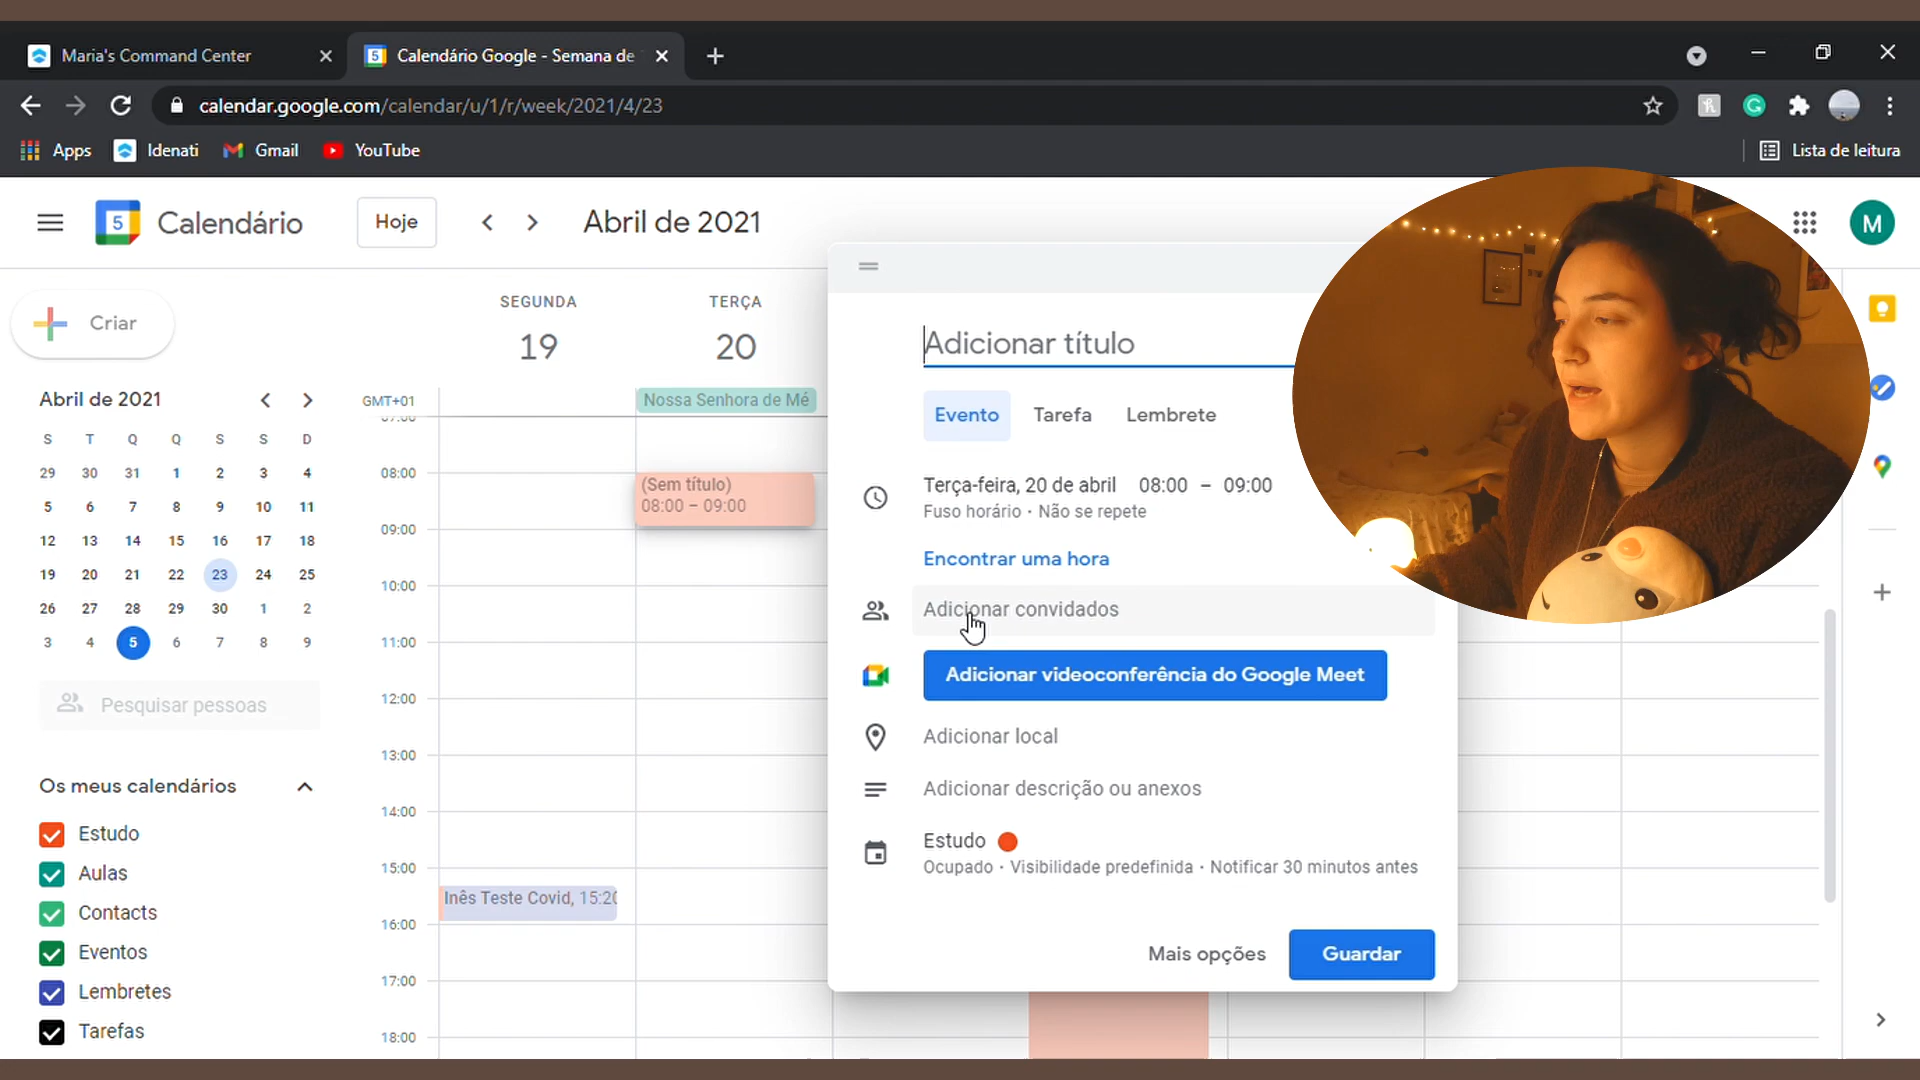 Maria's Command Center
Calendário Google - Semana de
calendar.google.com/calendar/u/1/r/week/2021/4/23
Apps
Idenati
Gmail
YouTube
Lista de leitura
5
Calendário
Hoje
Abril de 2021
M
Criar
SEGUNDA
19
TERÇA
20
Abril de 2021
S T Q Q S S D
29 30 31 1 2 3 4
5 6 7 8 9 10 11
12 13 14 15 16 17 18
19 20 21 22 23 24 25
26 27 28 29 30 1 2
3 4 5 6 7 8 9
Pesquisar pessoas
Os meus calendários
Estudo
Aulas
Contacts
Eventos
Lembretes
Tarefas
GMT+01
Nossa Senhora de Mé
07:00
08:00
09:00
10:00
11:00
12:00
13:00
14:00
15:00
16:00
17:00
18:00
(Sem título)
08:00 – 09:00
Inês Teste Covid, 15:20
Adicionar título
Evento
Tarefa
Lembrete
Terça-feira, 20 de abril 08:00 – 09:00
Fuso horário · Não se repete
Encontrar uma hora
Adicionar convidados
Adicionar videoconferência do Google Meet
Adicionar local
Adicionar descrição ou anexos
Estudo
Ocupado · Visibilidade predefinida · Notificar 30 minutos antes
Mais opções
Guardar